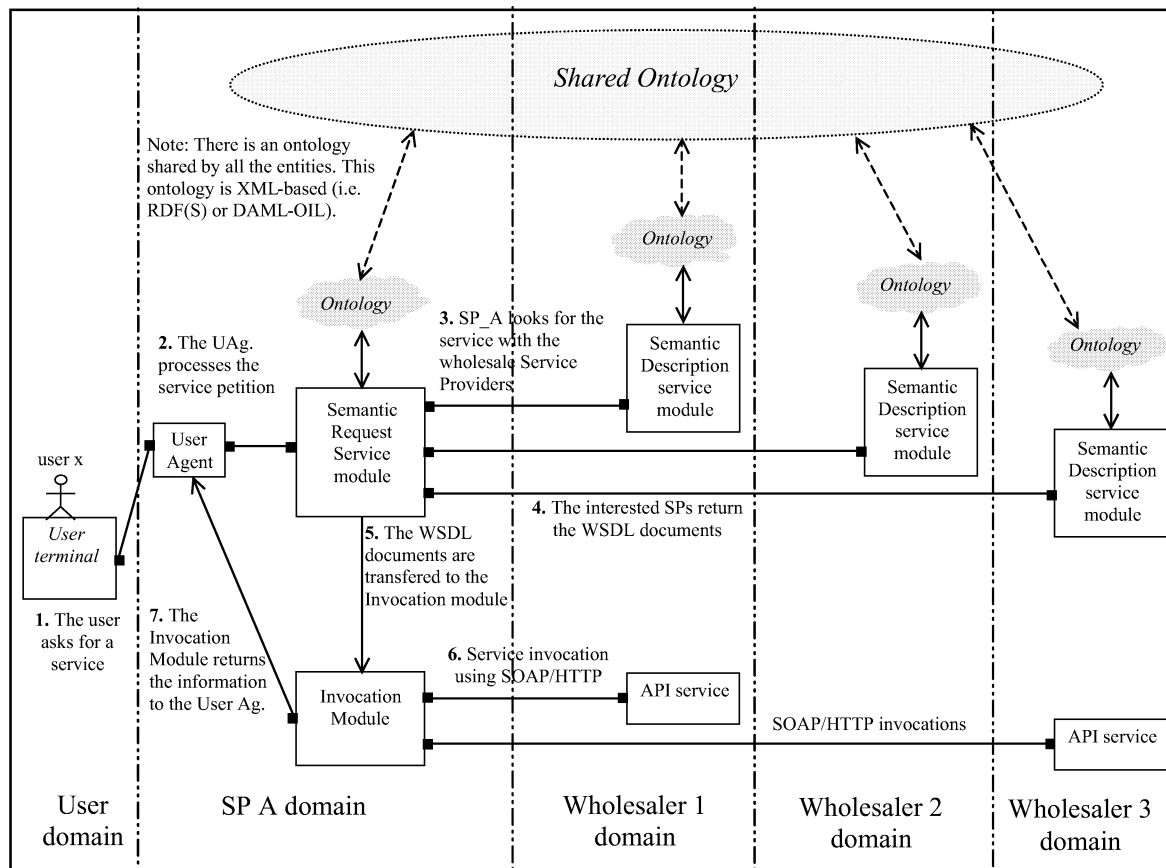 Shared Ontology
Note: There is an ontology
shared by all the entities. This
ontology is XML-based (i.e.
RDF(S) or DAML-OIL).
Ontology
Ontology
Ontology
Ontology
2. The UAg.
processes the
service petition
3. SP_A looks for the
service with the
wholesale Service
Providers
Semantic
Description
service
module
Semantic
Request
Service
module
Semantic
Description
service
module
Semantic
Description
service
module
User
Agent
user x
User
terminal
4. The interested SPs return
the WSDL documents
5. The WSDL
documents are
transfered to the
Invocation module
1. The user
asks for a
service
7. The
Invocation
Module returns
the information
to the User Ag.
6. Service invocation
using SOAP/HTTP
Invocation
Module
API service
SOAP/HTTP invocations
API service
User
domain
SP A domain
Wholesaler 1
domain
Wholesaler 2
domain
Wholesaler 3
domain